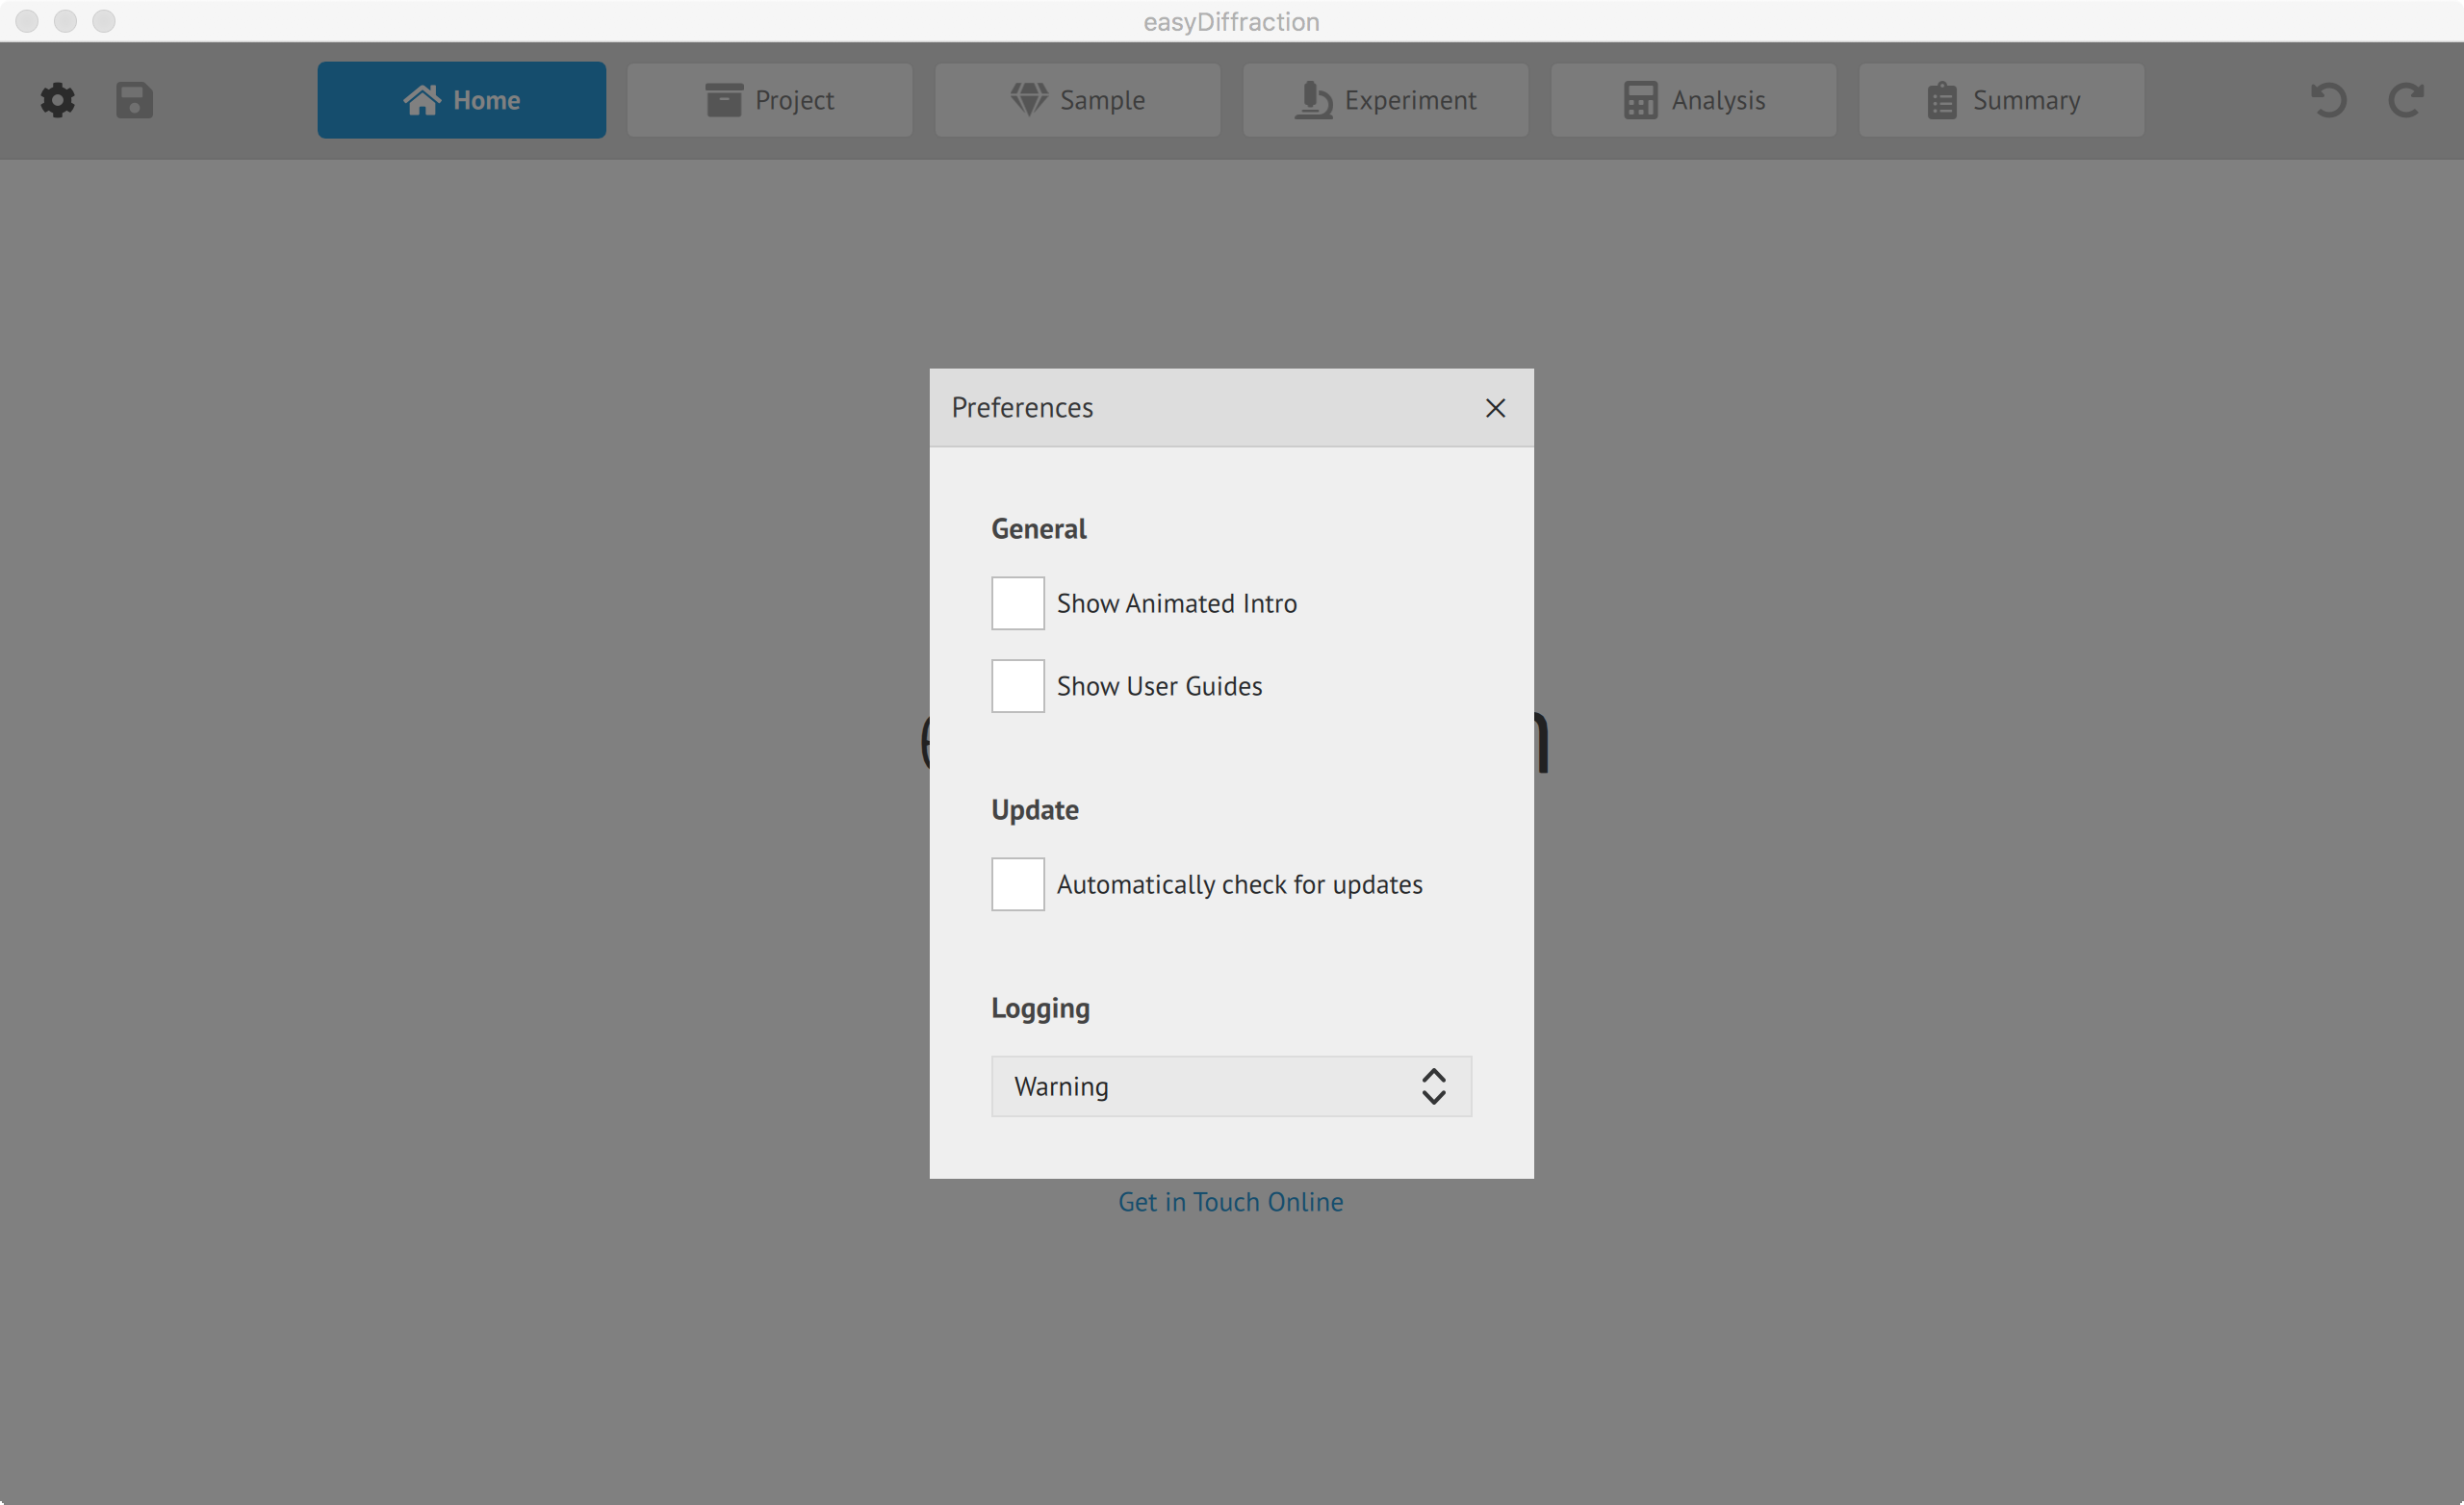 easyDiffraction
Home Project Sample Experiment Analysis Summary
Preferences
General
Show Animated Intro
Show User Guides
Update
Automatically check for updates
Logging
Warning
Get in Touch Online